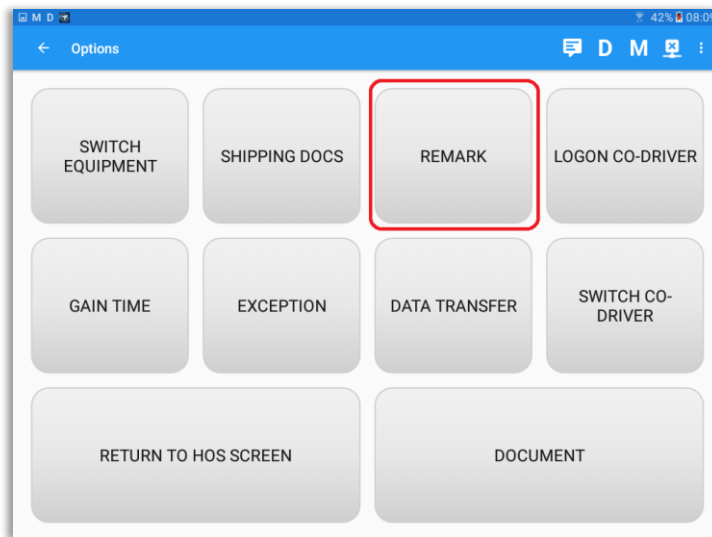 M D 42% 08:09
Options D M
SWITCH
EQUIPMENT
SHIPPING DOCS
REMARK
LOGON CO-DRIVER
GAIN TIME
EXCEPTION
DATA TRANSFER
SWITCH CO-
DRIVER
RETURN TO HOS SCREEN
DOCUMENT